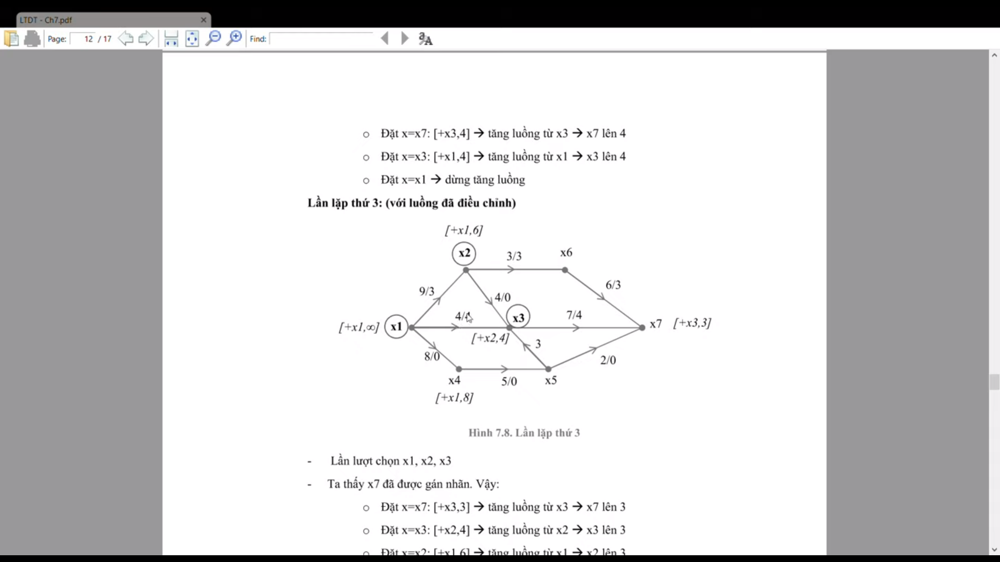 LTDT - Ch7.pdf
Page: 12 / 17 Find:
o Đặt x=x7: [+x3,4] → tăng luồng từ x3 → x7 lên 4
o Đặt x=x3: [+x1,4] → tăng luồng từ x1 → x3 lên 4
o Đặt x=x1 → dừng tăng luồng
Lần lặp thứ 3: (với luồng đã điều chỉnh)
[+x1,6]
x2
3/3
x6
9/3
4/0
6/3
4/4
x3
7/4
[+x1,∞] x1
x7 [+x3,3]
[+x2,4]
3
8/0
2/0
x4
5/0
x5
[+x1,8]
Hình 7.8. Lần lặp thứ 3
- Lần lượt chọn x1, x2, x3
- Ta thấy x7 đã được gán nhãn. Vậy:
o Đặt x=x7: [+x3,3] → tăng luồng từ x3 → x7 lên 3
o Đặt x=x3: [+x2,4] → tăng luồng từ x2 → x3 lên 3
o Đặt x=x2: [+x1,6] → tăng luồng từ x1 → x2 lên 3